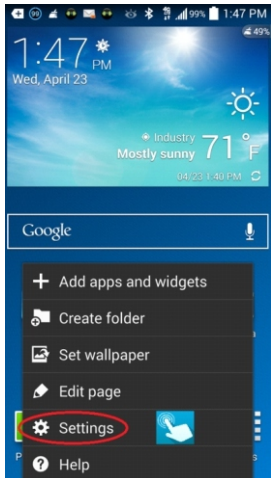 99 99% 1:47 PM
49%
1:47 PM
Wed, April 23
Industry
Mostly sunny 71°F
04/23 1:40 PM
Google
Add apps and widgets
Create folder
Set wallpaper
Edit page
Settings
P s
Help